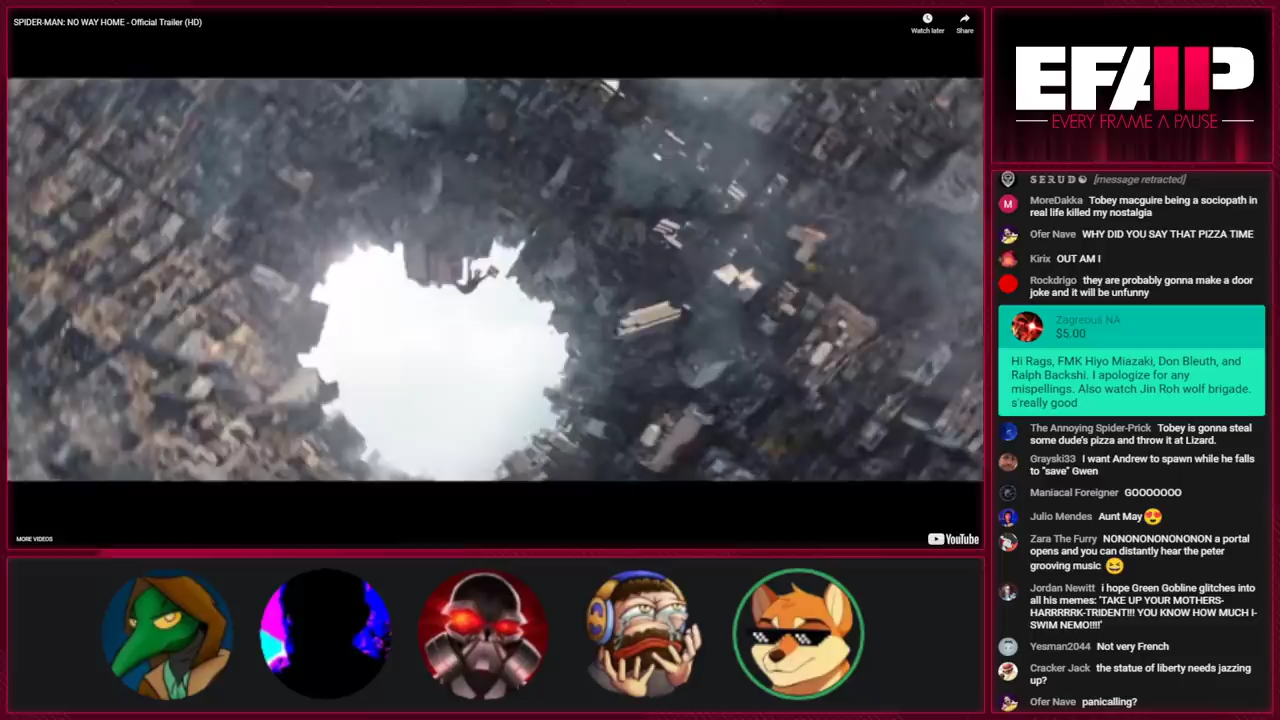 SPIDER-MAN: NO WAY HOME - Official Trailer (HD)
Watch later
Share
MORE VIDEOS
YouTube
EFAP
EVERY FRAME A PAUSE
SERUDO [message retracted]
MoreDakka Tobey macguire being a sociopath in
real life killed my nostalgia
Ofer Nave WHY DID YOU SAY THAT PIZZA TIME
Kirix OUT AM I
Rockdrigo they are probably gonna make a door
joke and it will be unfunny
Zagreous NA
$5.00
Hi Rags, FMK Hiyo Miazaki, Don Bleuth, and
Ralph Backshi. I apologize for any
mispellings. Also watch Jin Roh wolf brigade.
s'really good
The Annoying Spider-Prick Tobey is gonna steal
some dude's pizza and throw it at Lizard.
Grayski33 I want Andrew to spawn while he falls
to "save" Gwen
Maniacal Foreigner GOOOOOOO
Julio Mendes Aunt May😍
Zara The Furry NONONONONONONON a portal
opens and you can distantly hear the peter
grooving music 😆
Jordan Newitt i hope Green Gobline glitches into
all his memes: 'TAKE UP YOUR MOTHERS-
HARRRRRK-TRIDENT!!! YOU KNOW HOW MUCH I-
SWIM NEMO!!!!'
Yesman2044 Not very French
Cracker Jack the statue of liberty needs jazzing
up?
Ofer Nave panicalling?